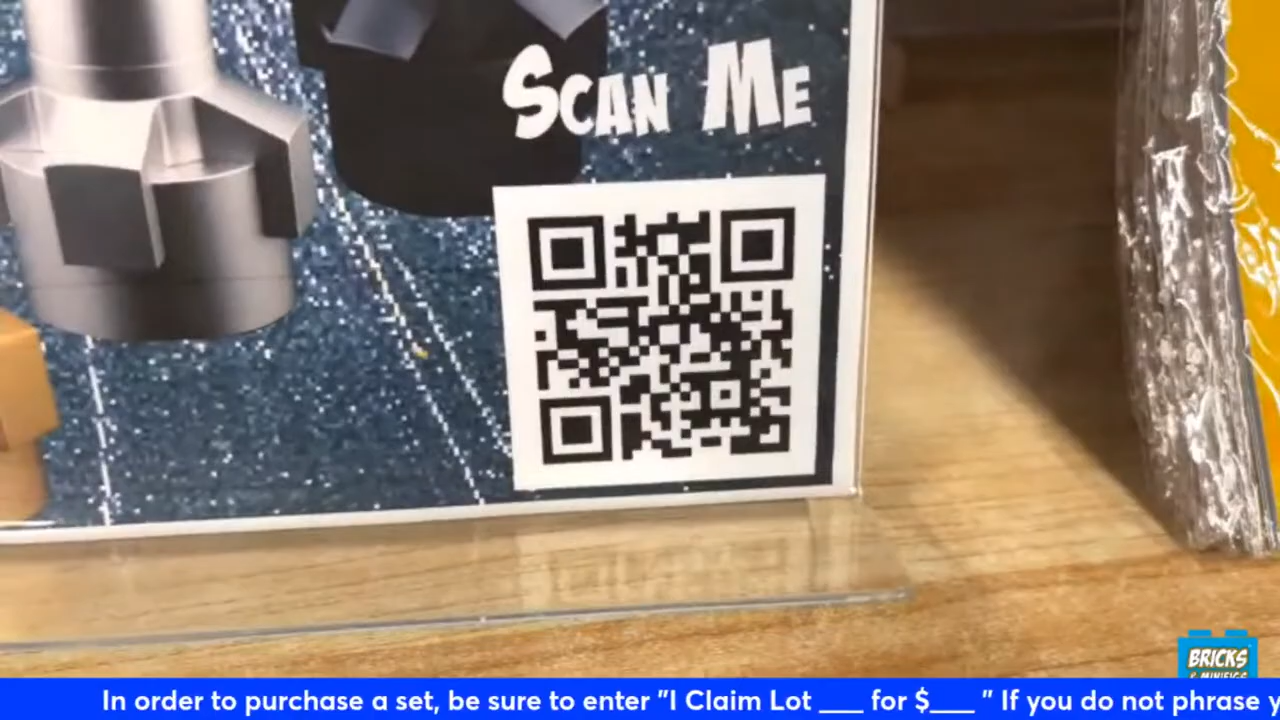 SCAN ME
BRICKS
& MINIFIGS
In order to purchase a set, be sure to enter "I Claim Lot ___ for $___ " If you do not phrase y